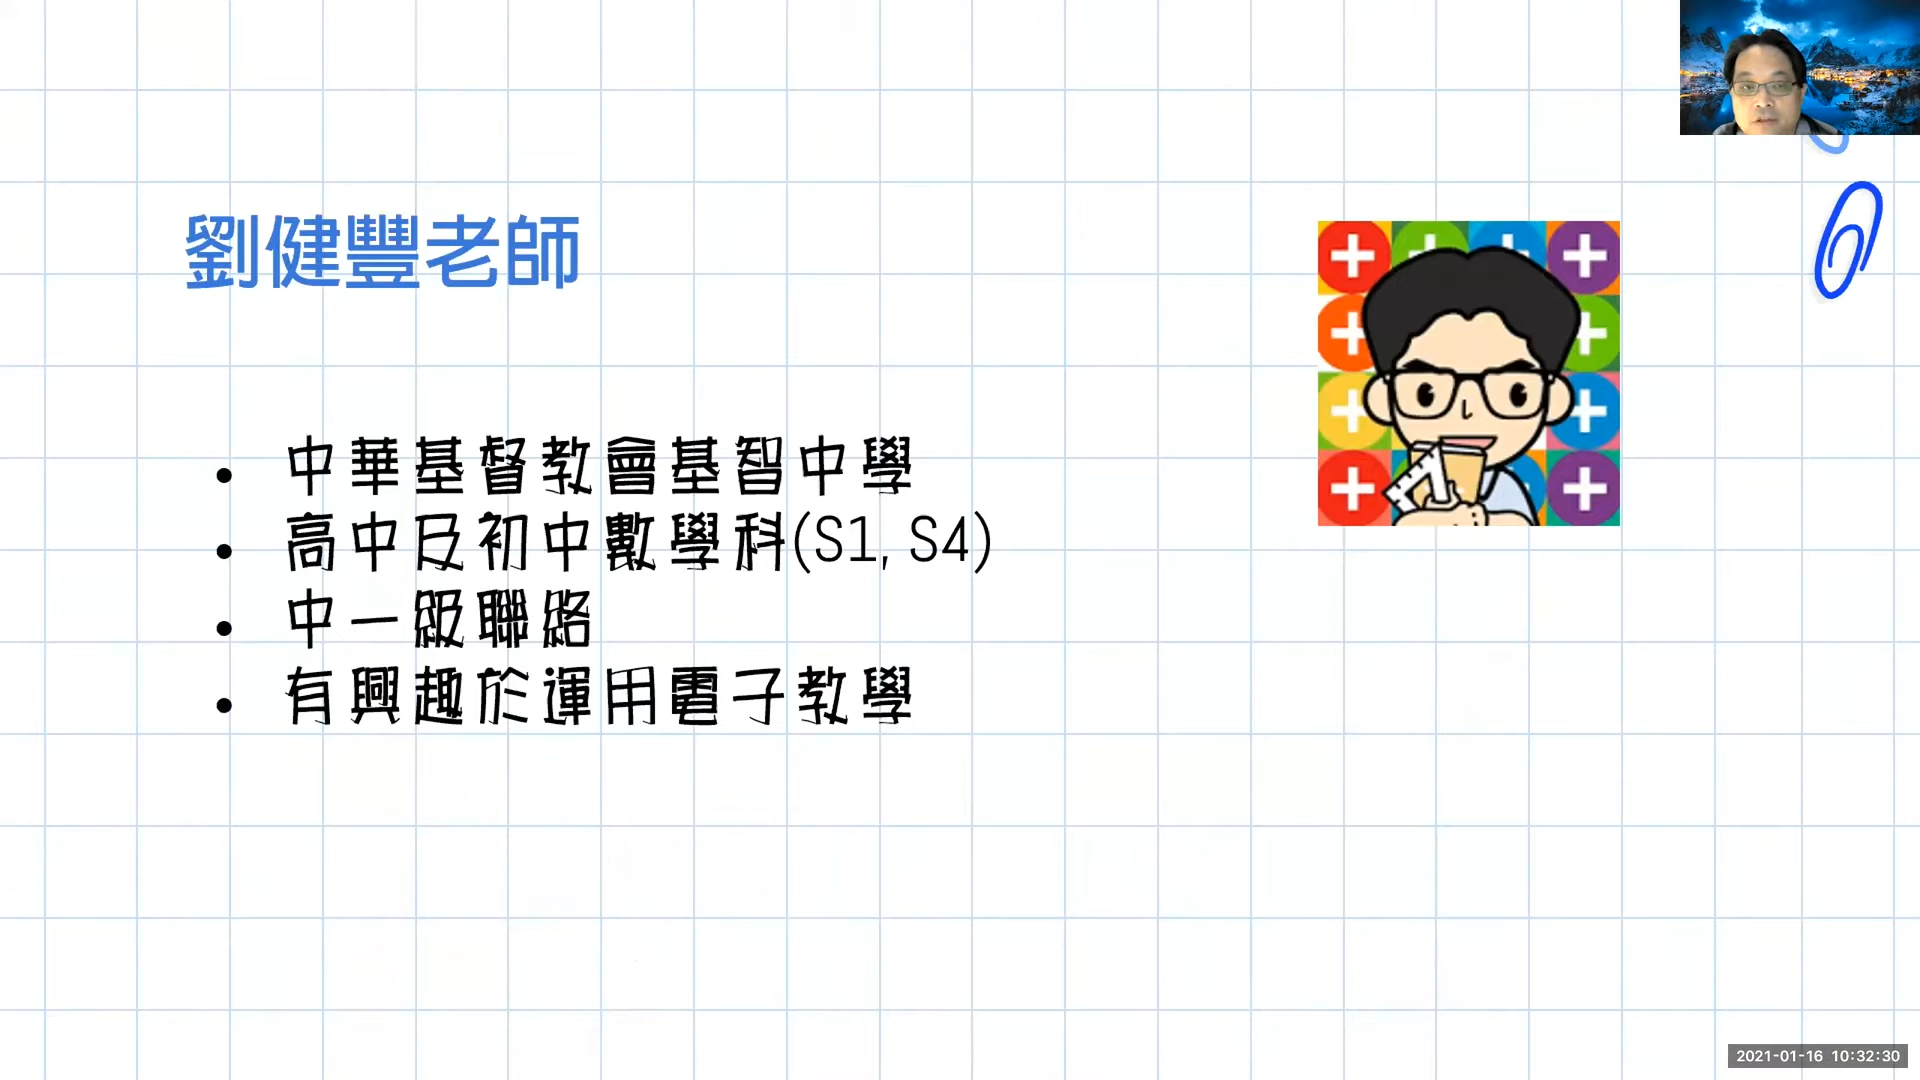 劉健豐老師
• 中華基督教會基智中學
• 高中及初中數學科(S1, S4)
• 中一級聯絡
• 有興趣於運用電子教學
2021-01-16 10:32:30